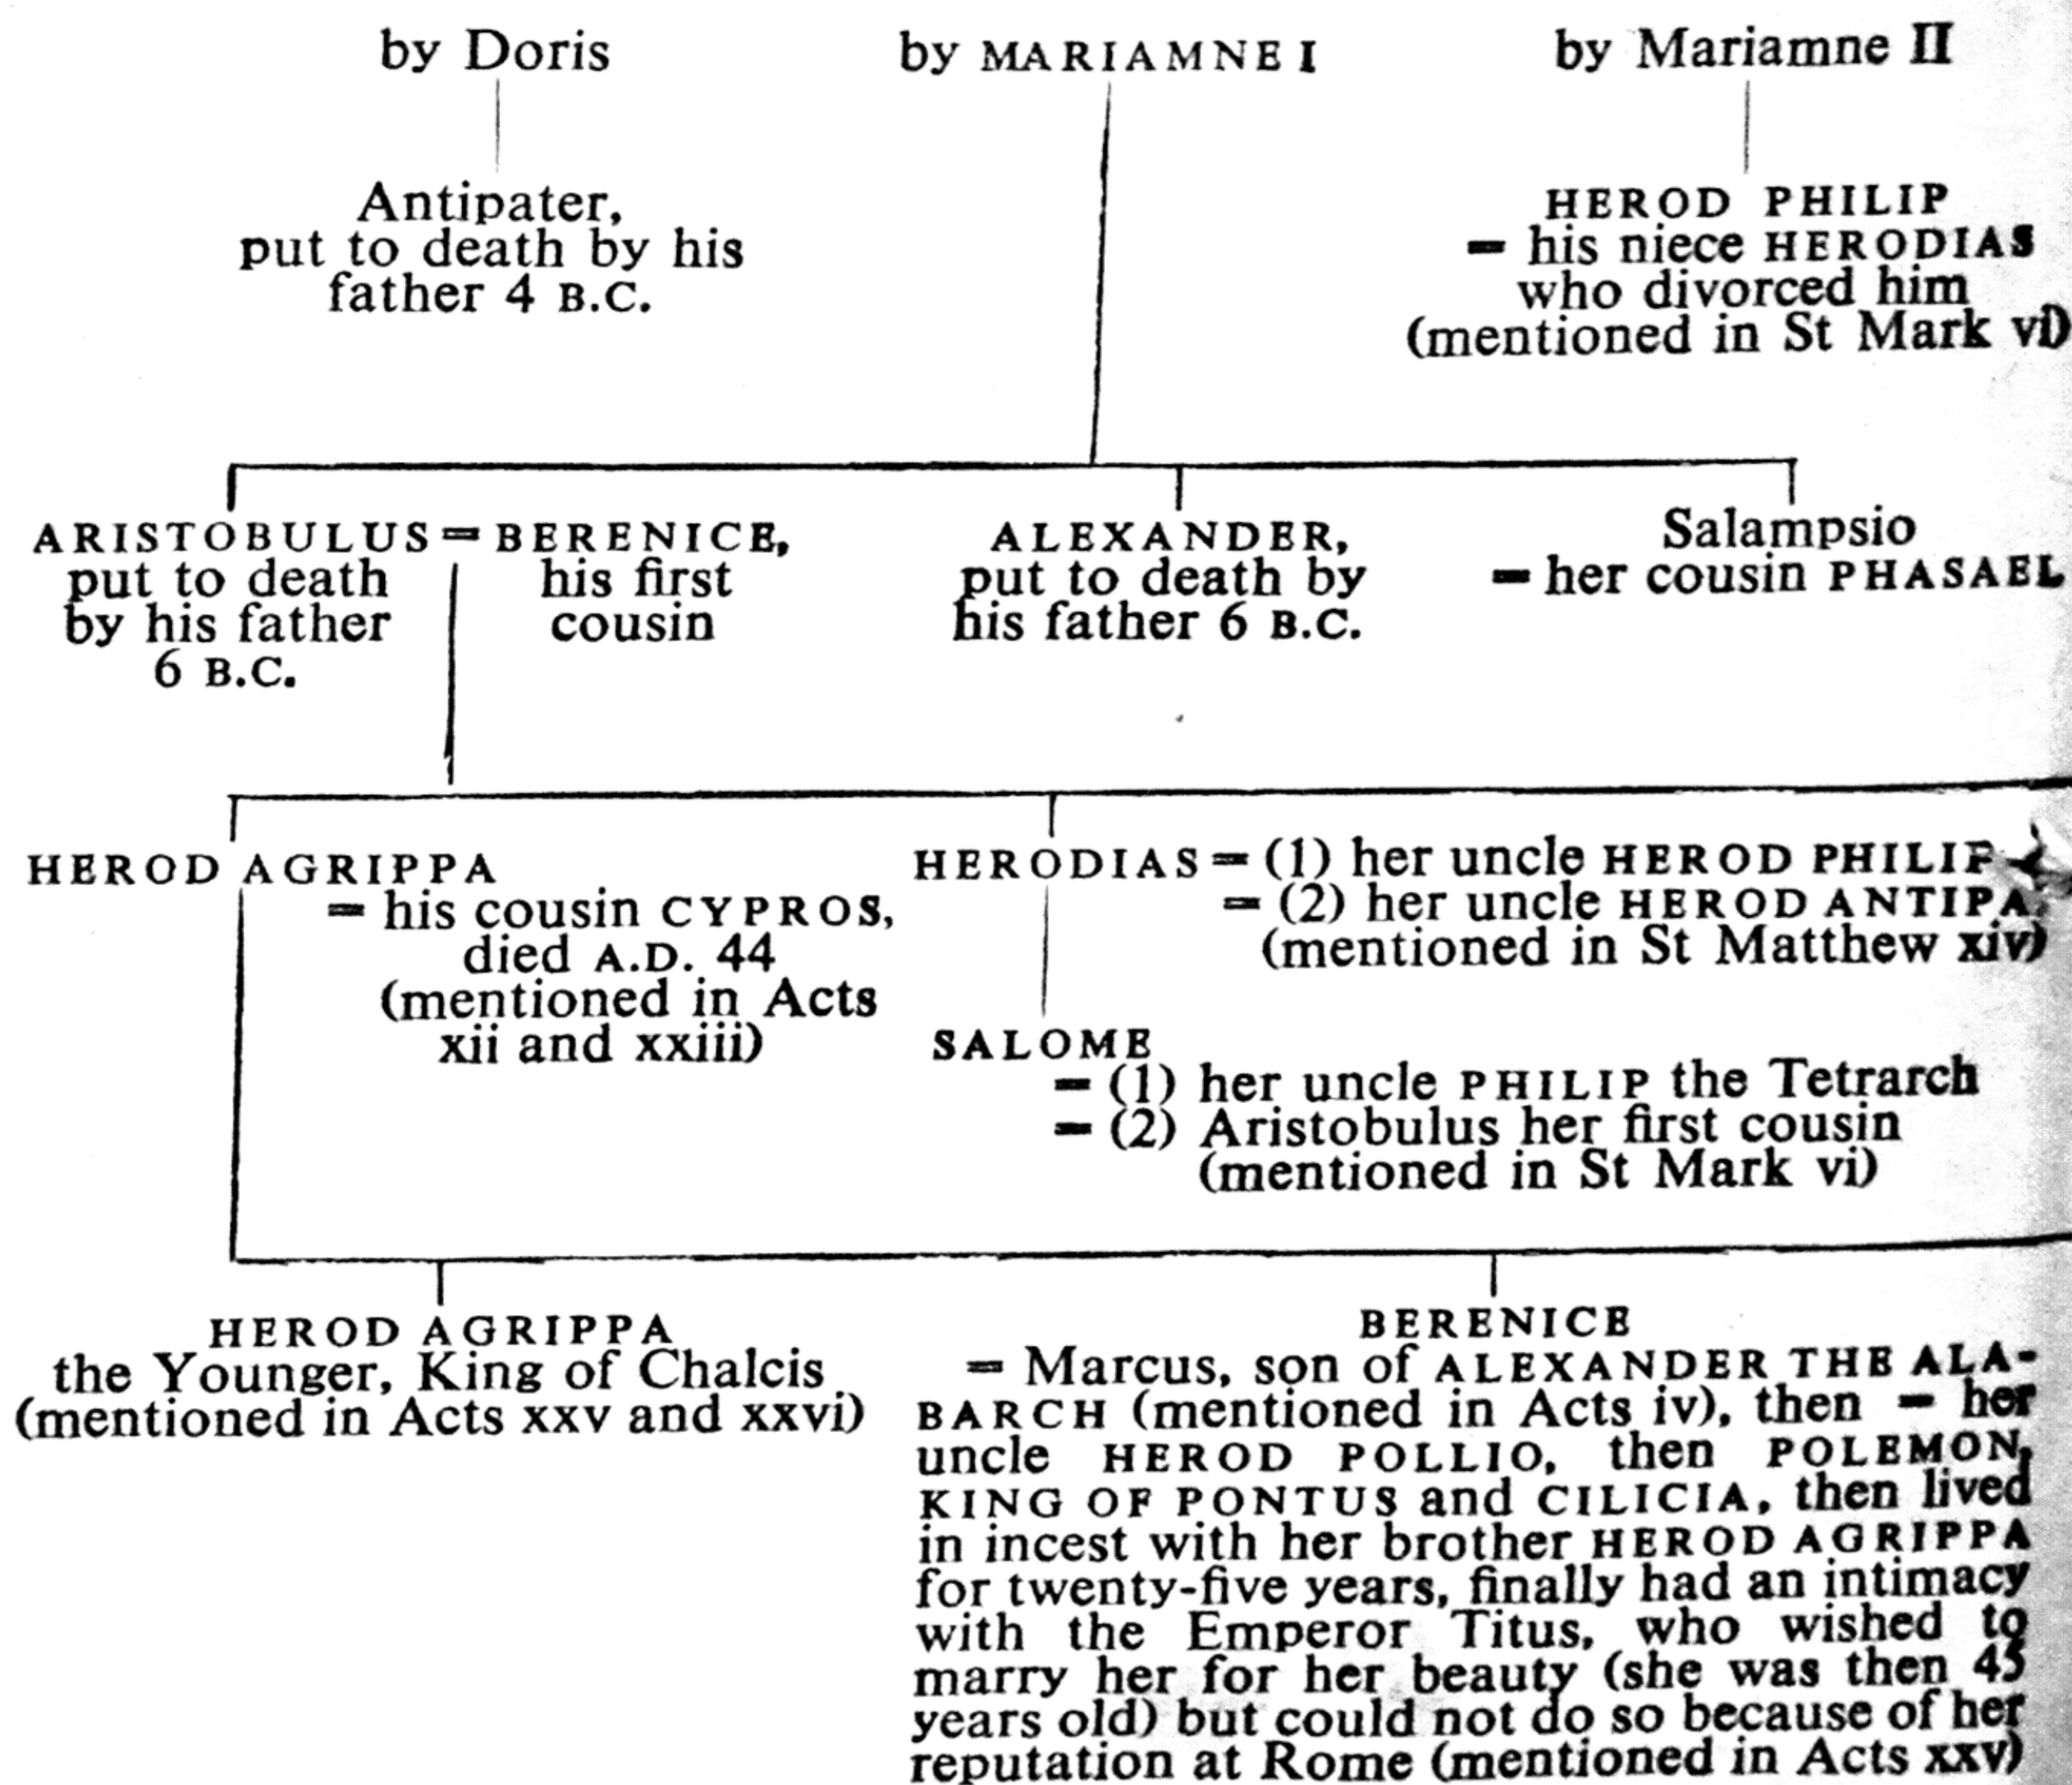 by Doris
by MARIAMNE I
by Mariamne II
Antipater,
put to death by his
father 4 B.C.
HEROD PHILIP
= his niece HERODIAS
who divorced him
(mentioned in St Mark vi)
ARISTOBULUS = BERENICE,
put to death
by his father
6 B.C.
his first
cousin
ALEXANDER,
put to death by
his father 6 B.C.
Salampsio
= her cousin PHASAEL
HEROD AGRIPPA
= his cousin CYPROS,
died A.D. 44
(mentioned in Acts
xii and xxiii)
HERODIAS = (1) her uncle HEROD PHILIP
= (2) her uncle HEROD ANTIPA
(mentioned in St Matthew xiv)
SALOME
= (1) her uncle PHILIP the Tetrarch
= (2) Aristobulus her first cousin
(mentioned in St Mark vi)
HEROD AGRIPPA
the Younger, King of Chalcis
(mentioned in Acts xxv and xxvi)
BERENICE
= Marcus, son of ALEXANDER THE ALA-
BARCH (mentioned in Acts iv), then = her
uncle HEROD POLLIO, then POLEMON,
KING OF PONTUS and CILICIA, then lived
in incest with her brother HEROD AGRIPPA
for twenty-five years, finally had an intimacy
with the Emperor Titus, who wished to
marry her for her beauty (she was then 45
years old) but could not do so because of her
reputation at Rome (mentioned in Acts xxv)